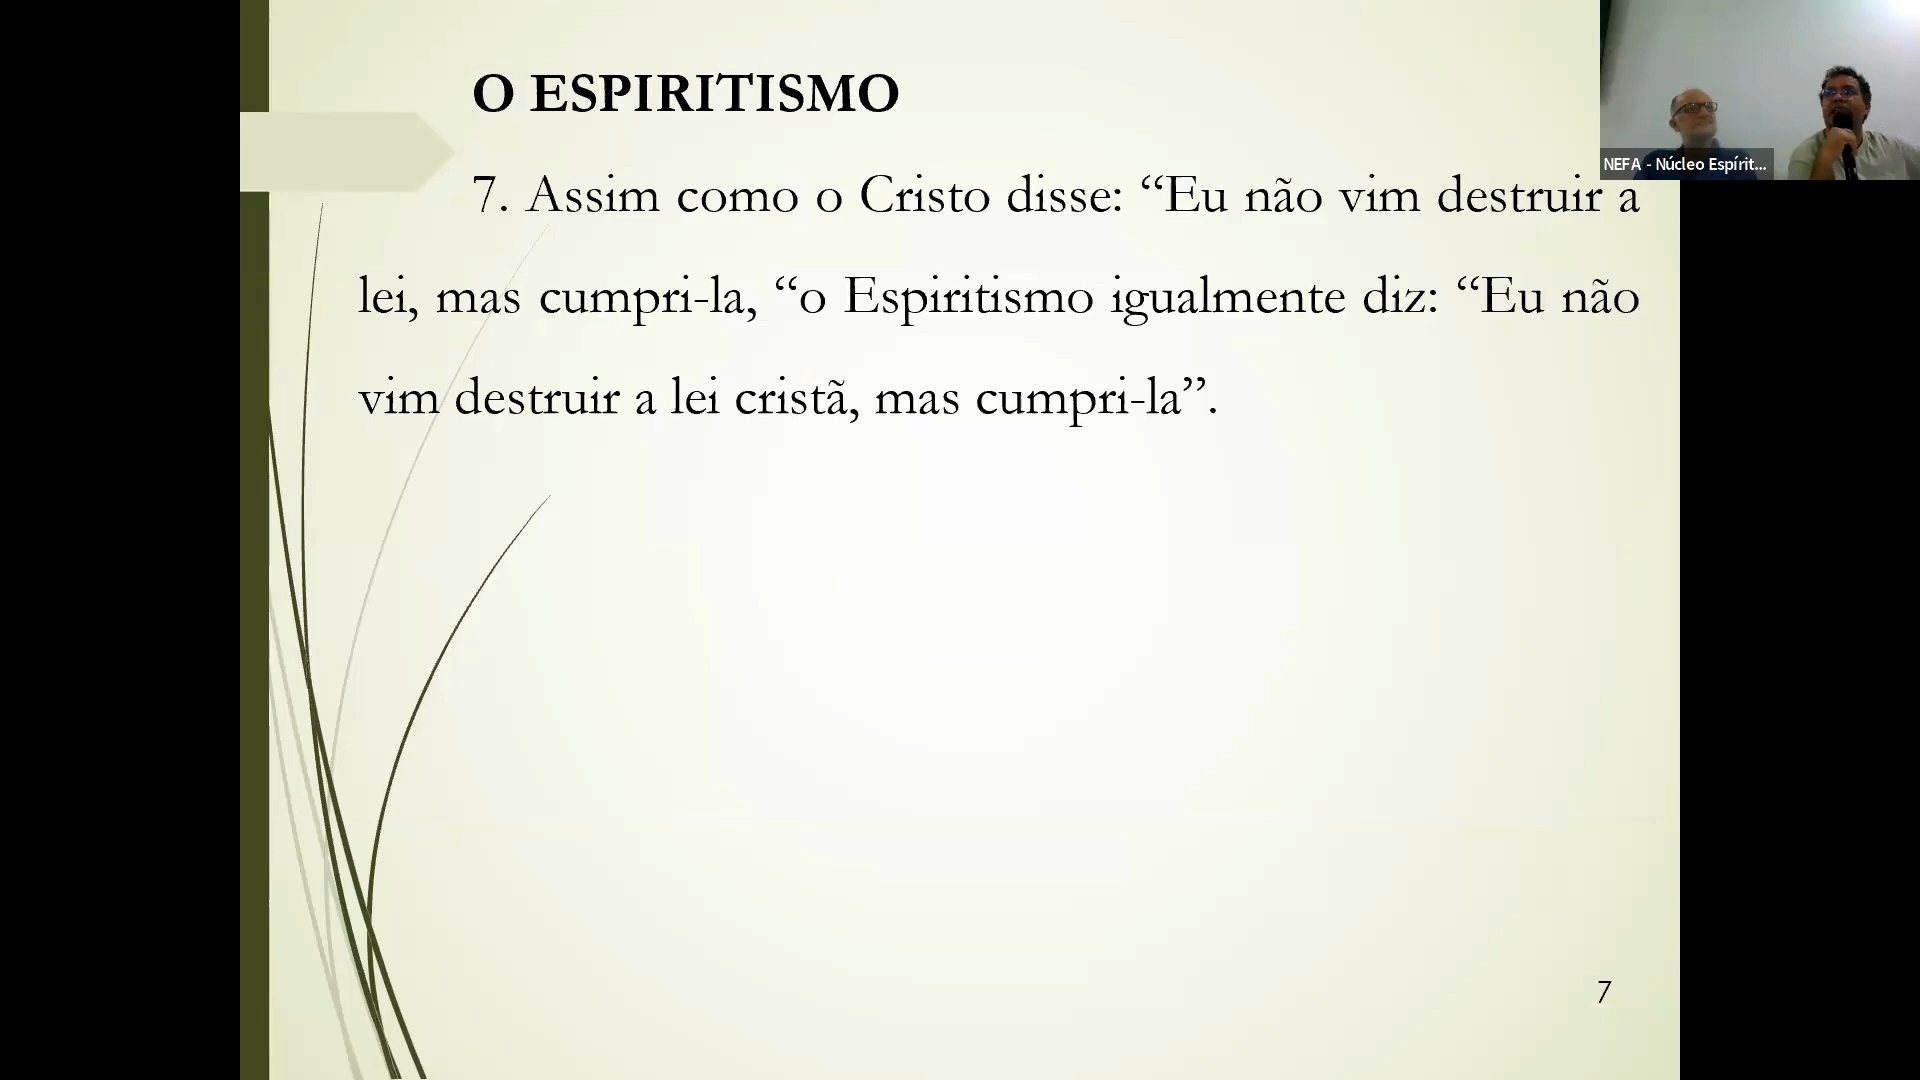 O ESPIRITISMO
7. Assim como o Cristo disse: “Eu não vim destruir a
lei, mas cumpri-la, “o Espiritismo igualmente diz: “Eu não
vim destruir a lei cristã, mas cumpri-la”.
NEFA - Núcleo Espírit...
7